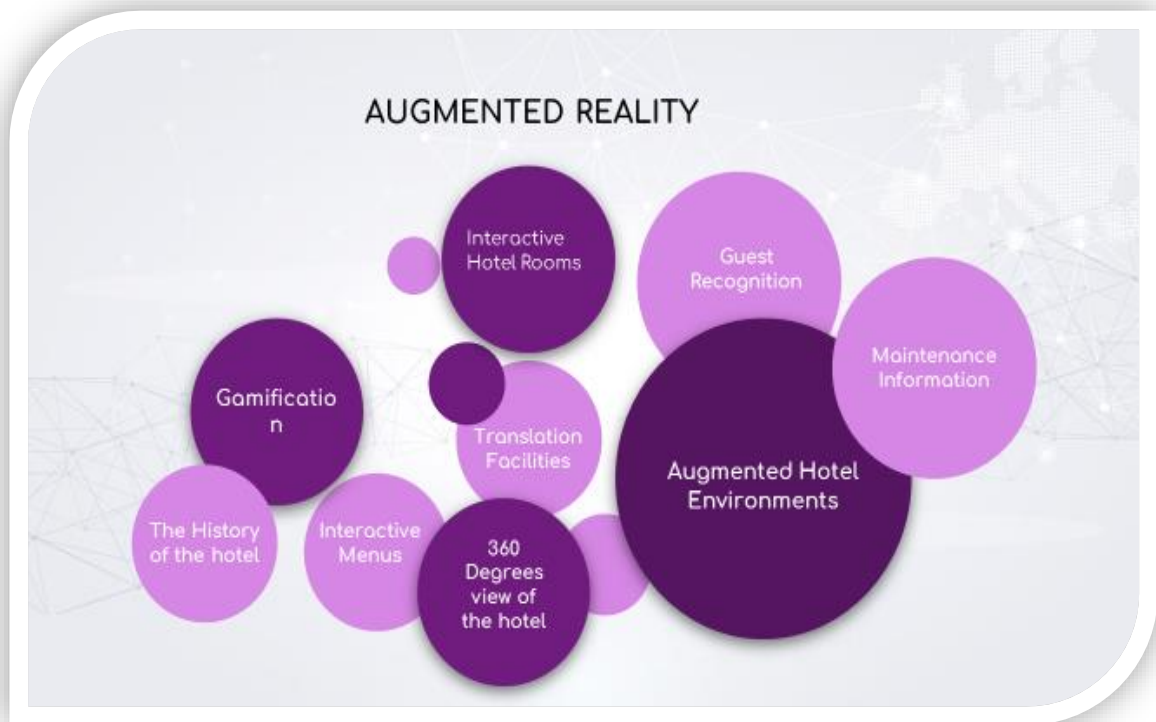 AUGMENTED REALITY
Interactive
Hotel Rooms
Guest
Recognition
Maintenance
Information
Gamificatio
n
Translation
Facilities
Augmented Hotel
Environments
The History
of the hotel
Interactive
Menus
360
Degrees
view of
the hotel